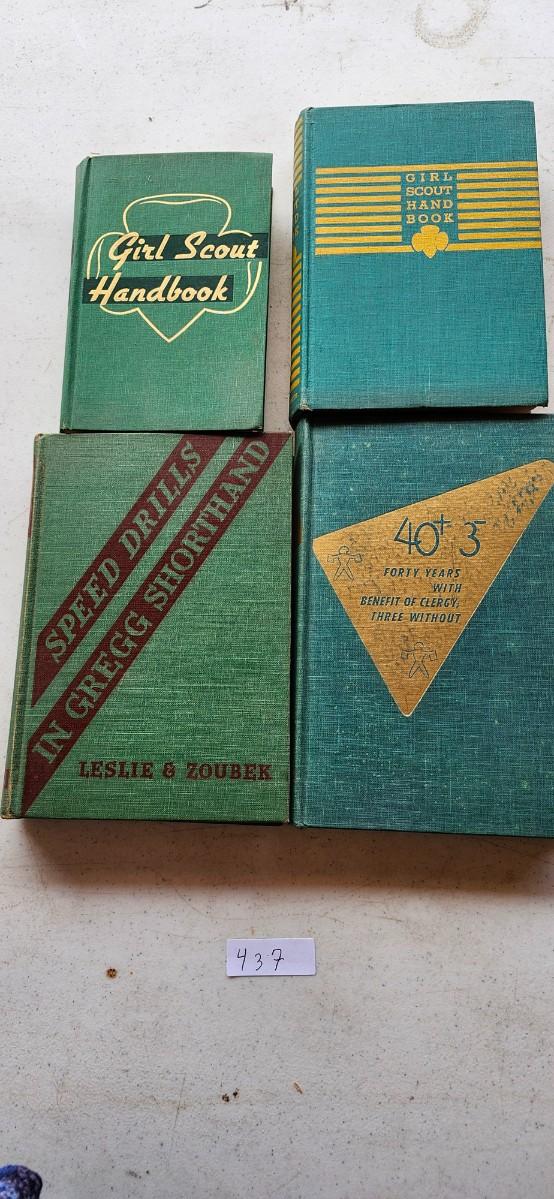 Girl Scout
Handbook
GIRL
SCOUT
HAND
BOOK
SPEED DRILLS
IN GREGG SHORTHAND
LESLIE & ZOUBEK
40+3
FORTY YEARS
WITH
BENEFIT OF CLERGY,
THREE WITHOUT
437